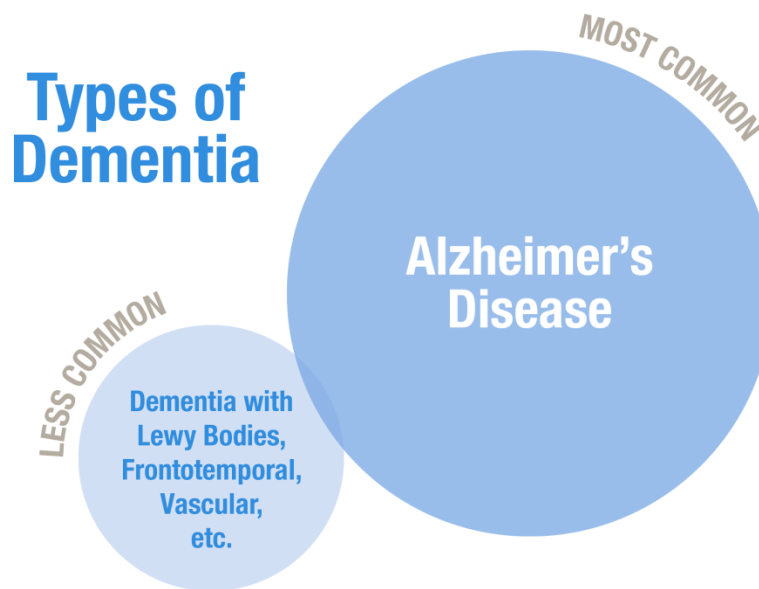 Types of
Dementia
MOST COMMON
Alzheimer's
Disease
LESS COMMON
Dementia with
Lewy Bodies,
Frontotemporal,
Vascular,
etc.